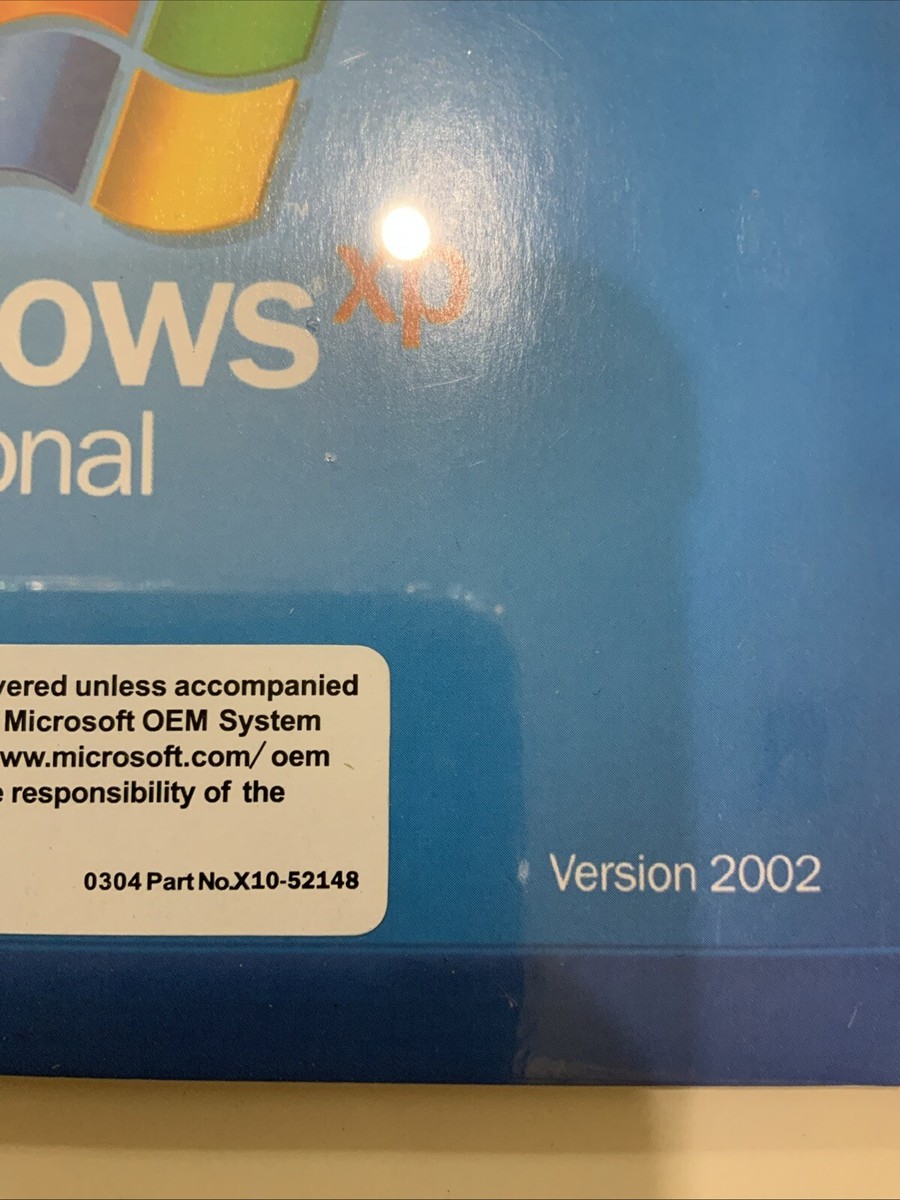 TM
ows xp
onal
vered unless accompanied
Microsoft OEM System
ww.microsoft.com/ oem
e responsibility of the
0304 Part No.X10-52148
Version 2002